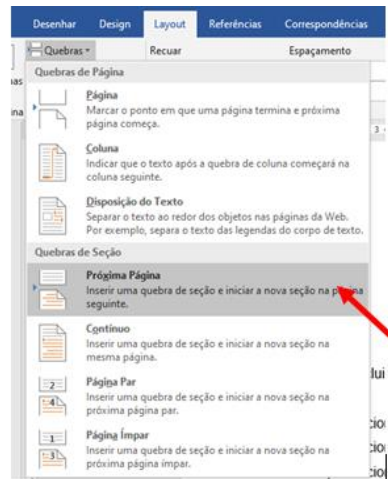 Desenhar Design Layout Referências Correspondências
Quebras Recuar Espaçamento
Quebras de Página
Página
Marcar o ponto em que uma página termina e próxima
página começa.
Coluna
Indicar que o texto após a quebra de coluna começará na
coluna seguinte.
3
Disposição do Texto
Separar o texto ao redor dos objetos nas páginas da Web.
Por exemplo, separa o texto das legendas do corpo de texto.
Quebras de Seção
Próxima Página
Inserir uma quebra de seção e iniciar a nova seção na página
seguinte.
Contínuo
Inserir uma quebra de seção e iniciar a nova seção na
mesma página.
Página Par
Inserir uma quebra de seção e iniciar a nova seção na
próxima página par.
2
4
Página Ímpar
Inserir uma quebra de seção e iniciar a nova seção na
próxima página ímpar.
1
3